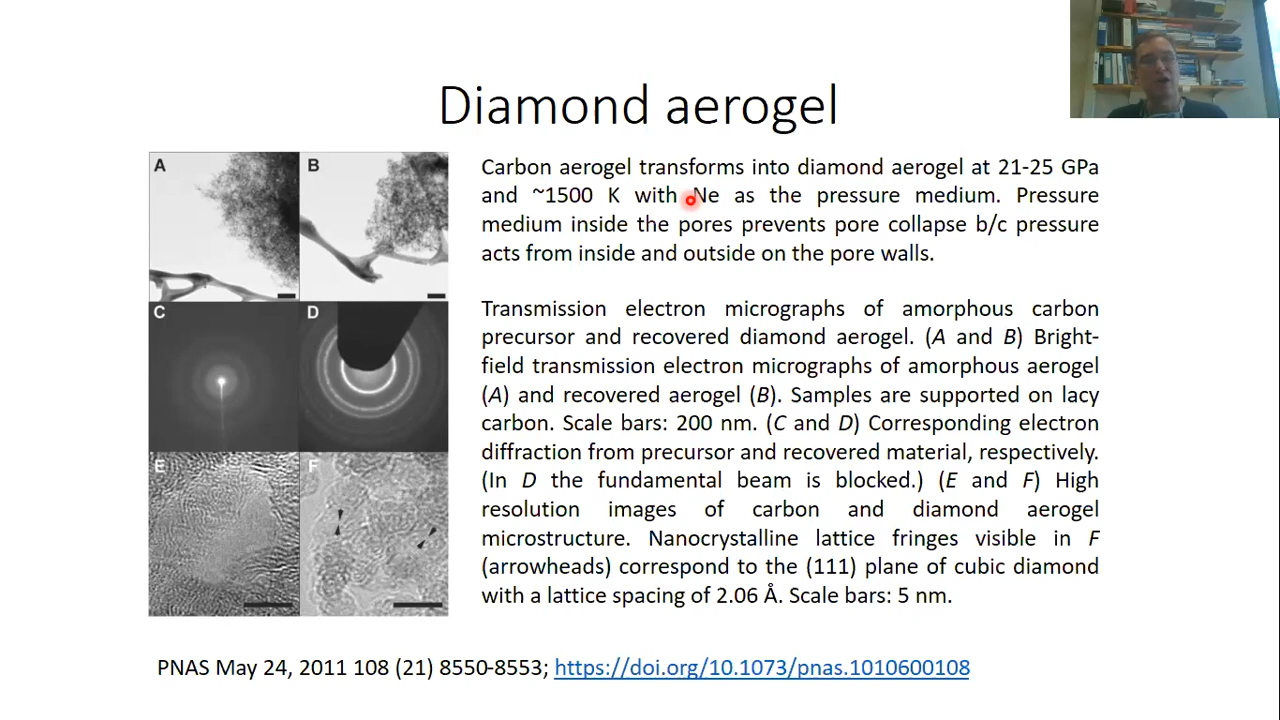 Diamond aerogel
A
B
C
D
E
F
Carbon aerogel transforms into diamond aerogel at 21-25 GPa
and ~1500 K with Ne as the pressure medium. Pressure
medium inside the pores prevents pore collapse b/c pressure
acts from inside and outside on the pore walls.
Transmission electron micrographs of amorphous carbon
precursor and recovered diamond aerogel. (A and B) Bright-
field transmission electron micrographs of amorphous aerogel
(A) and recovered aerogel (B). Samples are supported on lacy
carbon. Scale bars: 200 nm. (C and D) Corresponding electron
diffraction from precursor and recovered material, respectively.
(In D the fundamental beam is blocked.) (E and F) High
resolution images of carbon and diamond aerogel
microstructure. Nanocrystalline lattice fringes visible in F
(arrowheads) correspond to the (111) plane of cubic diamond
with a lattice spacing of 2.06 Å. Scale bars: 5 nm.
PNAS May 24, 2011 108 (21) 8550-8553; https://doi.org/10.1073/pnas.1010600108